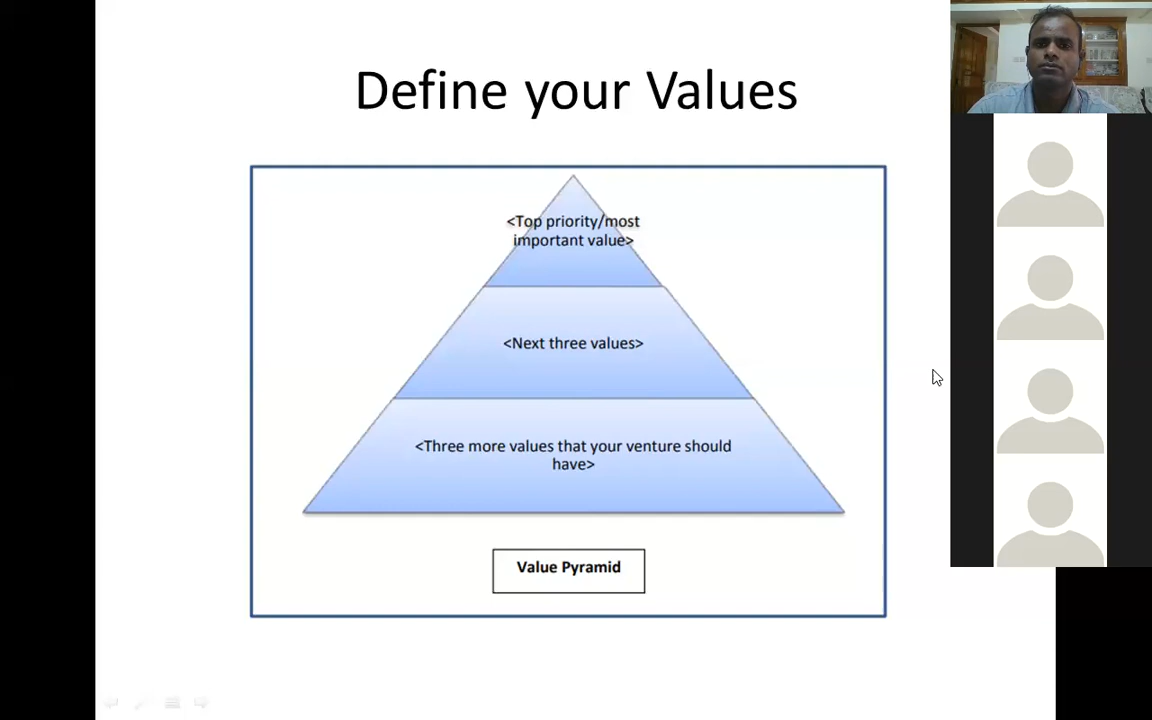 Define your Values
<Top priority/most
important value>
<Next three values>
<Three more values that your venture should
have>
Value Pyramid